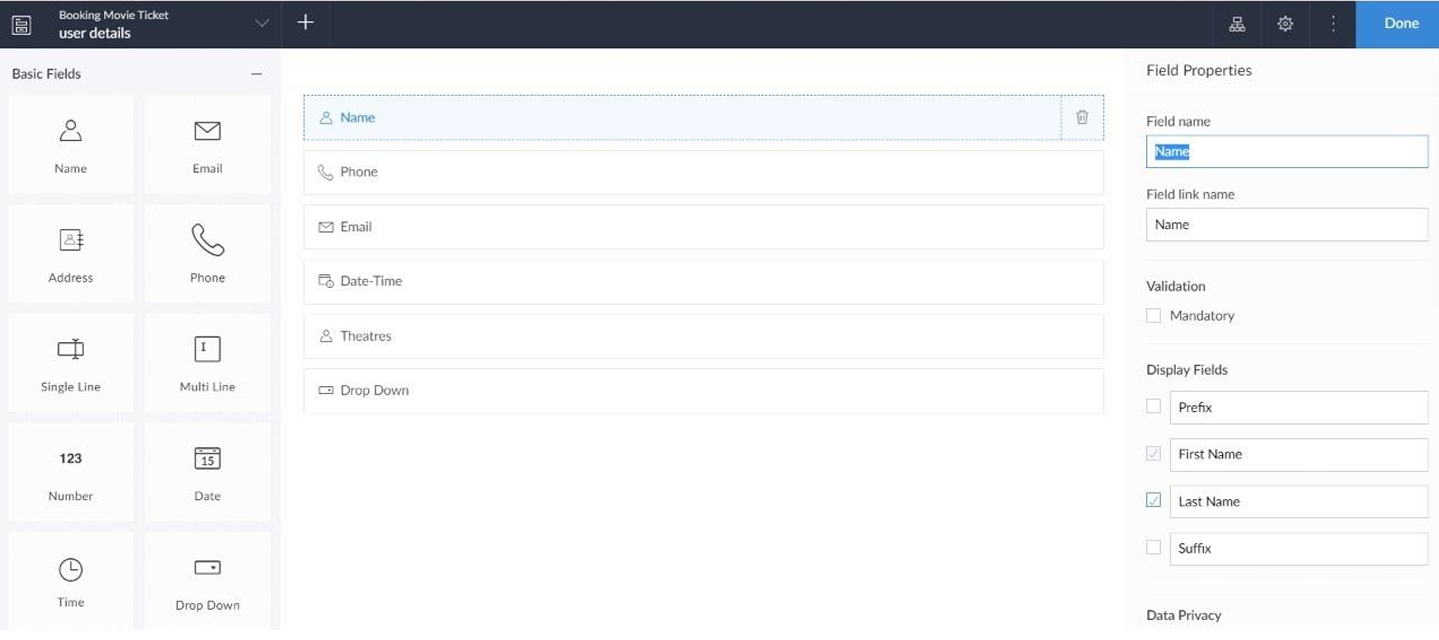 Booking Movie Ticket
user details
Done
Basic Fields
Name
Email
Address
Phone
Single Line
Multi Line
123
Number
15
Date
Time
Drop Down
Name
Phone
Email
Date-Time
Theatres
Drop Down
Field Properties
Field name
Name
Field link name
Name
Validation
Mandatory
Display Fields
Prefix
First Name
Last Name
Suffix
Data Privacy